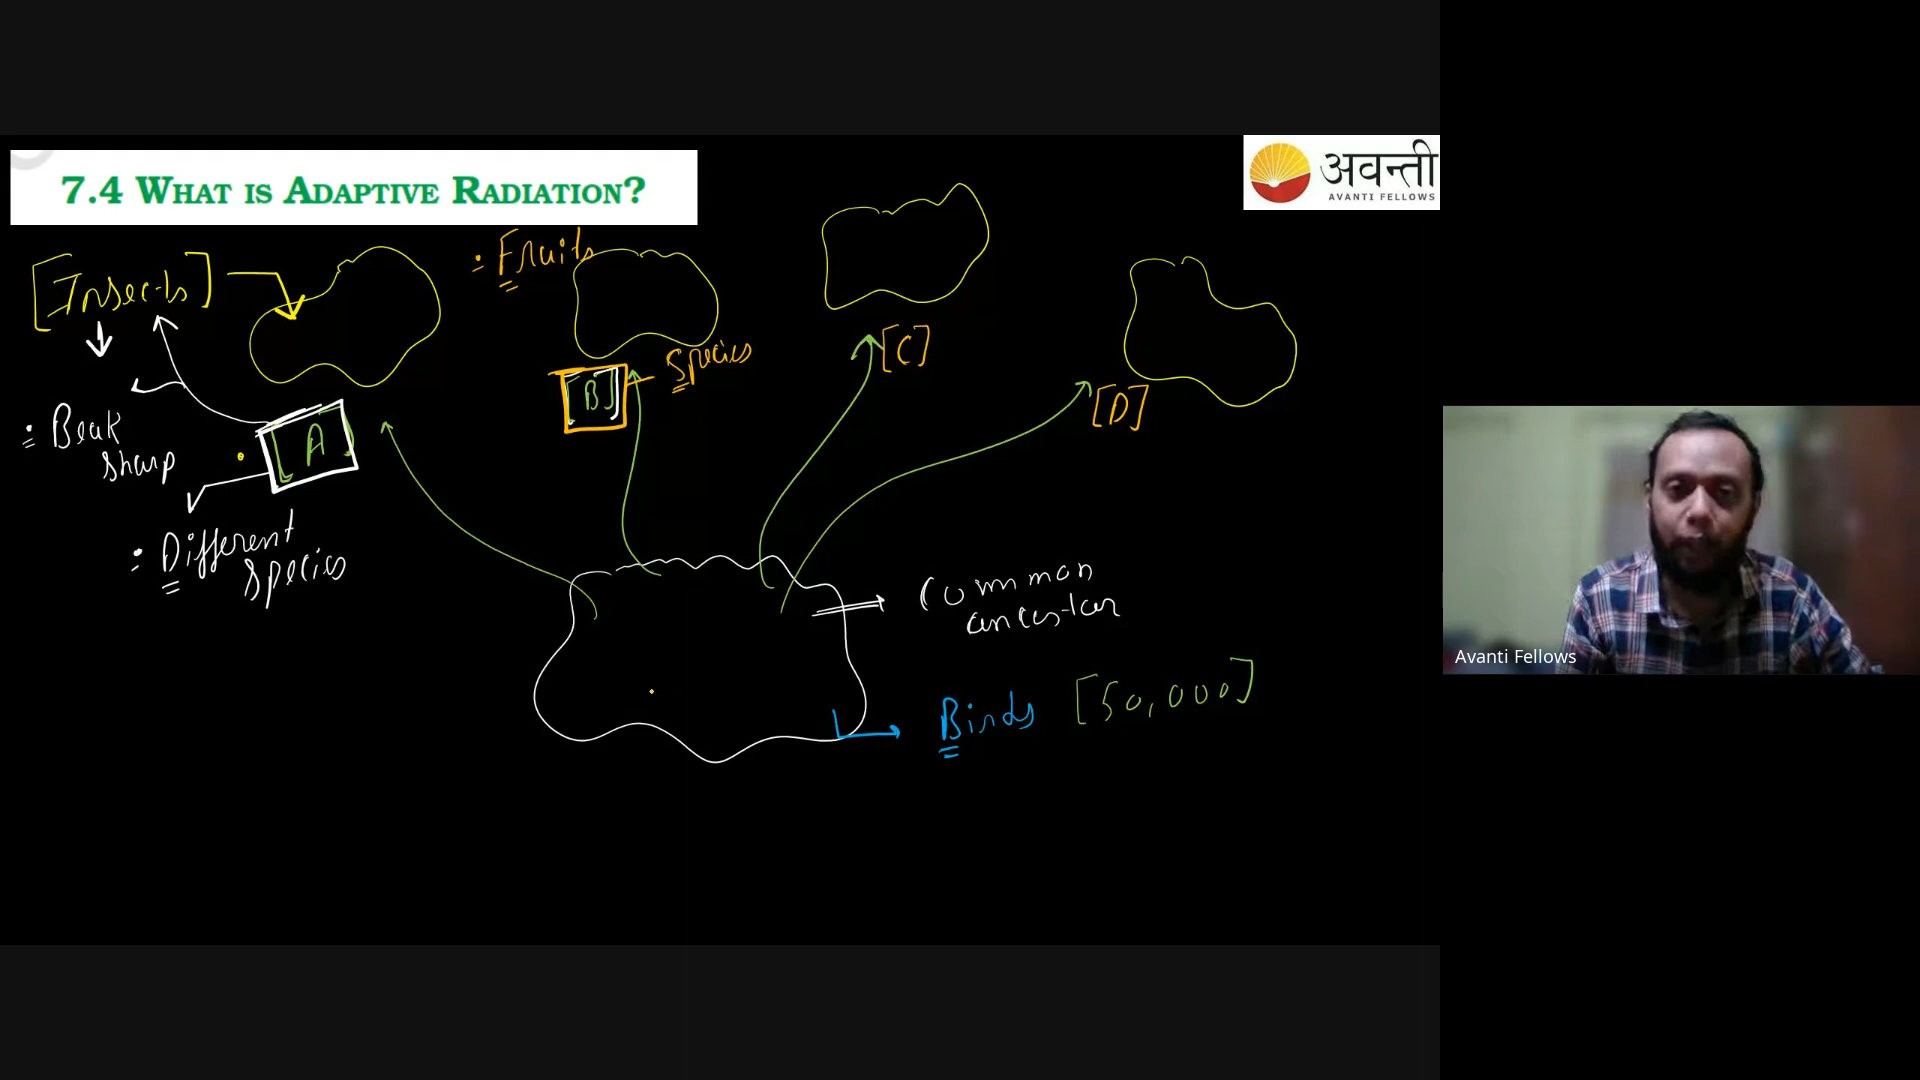 7.4 WHAT IS ADAPTIVE RADIATION?
अवन्ती
AVANTI FELLOWS
[Insects]
: Fruits
[C]
Species
[B]
[D]
: Beak
sharp
[A]
: Different
Species
Common
ancestor
Birds [50,000]
Avanti Fellows